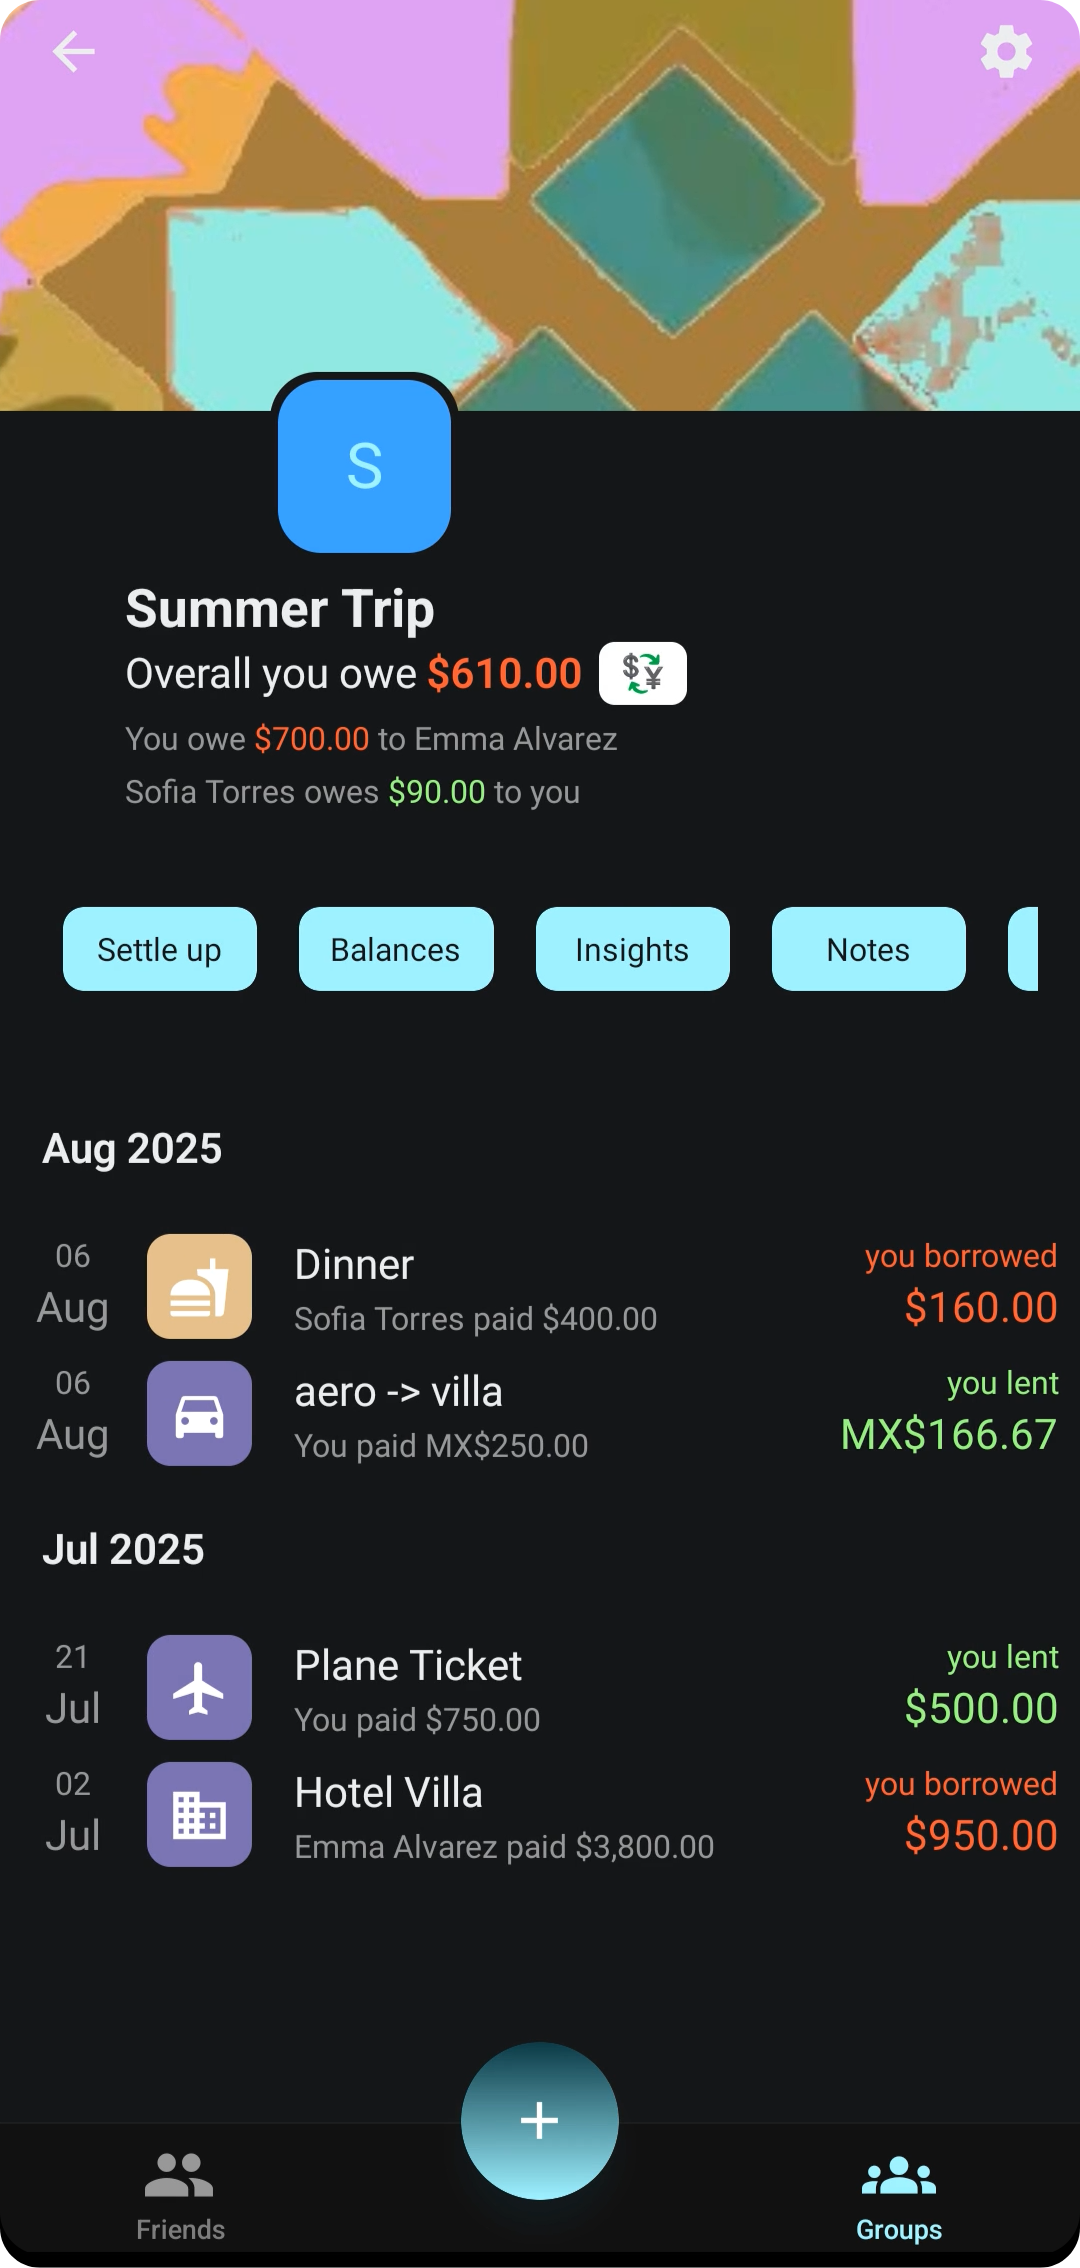 S
Summer Trip
Overall you owe $610.00 $¥
You owe $700.00 to Emma Alvarez
Sofia Torres owes $90.00 to you
Settle up Balances Insights Notes
Aug 2025
06 Aug
Dinner
Sofia Torres paid $400.00
you borrowed
$160.00
06 Aug
aero -> villa
You paid MX$250.00
you lent
MX$166.67
Jul 2025
21 Jul
Plane Ticket
You paid $750.00
you lent
$500.00
02 Jul
Hotel Villa
Emma Alvarez paid $3,800.00
you borrowed
$950.00
Friends Groups